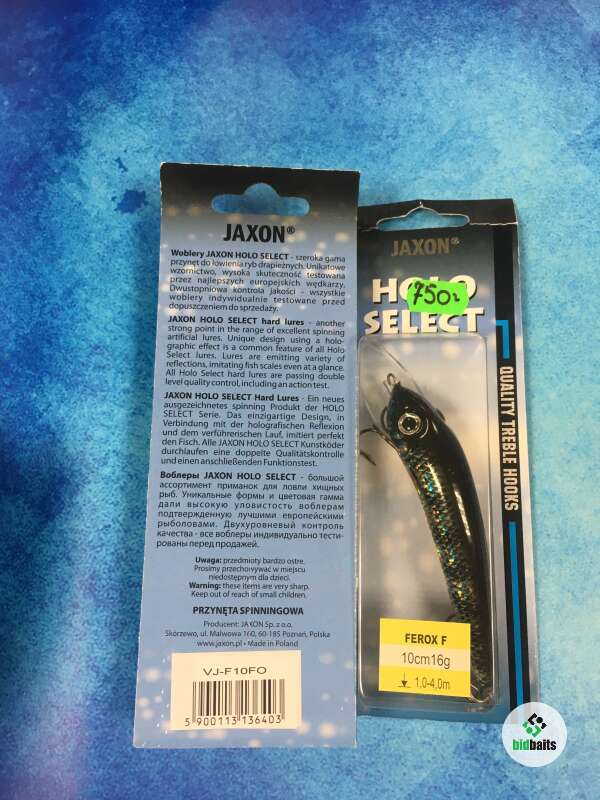 JAXON®
Woblery JAXON HOLO SELECT - szeroka gama
przynęt do łowienia ryb drapieżnych. Unikatowe
wzornictwo, wysoka skuteczność testowana
przez najlepszych europejskich wędkarzy.
Dwustopniowa kontrola jakości - wszystkie
woblery indywidualnie testowane przed
dopuszczeniem do sprzedaży.
JAXON HOLO SELECT hard lures - another
strong point in the range of excellent spinning
artificial lures. Unique design using a holo-
graphic effect is a common feature of all Holo
Select lures. Lures are emitting variety of
reflections, imitating fish scales even at a glance.
All Holo Select hard lures are passing double
level quality control, including an action test.
JAXON HOLO SELECT Hard Lures - Ein neues
ausgezeichnetes spinning Produkt der HOLO
SELECT Serie. Das einzigartige Design, in
Verbindung mit der holografischen Reflexion
und dem verführerischen Lauf, imitiert perfekt
den Fisch. Alle JAXON HOLO SELECT Kunstköder
durchlaufen eine doppelte Qualitätskontrolle
und einen anschließenden Funktionstest.
Воблеры JAXON HOLO SELECT - большой
ассортимент приманок для ловли хищных
рыб. Уникальные формы и цветовая гамма
дали высокую уловистость воблерам
подтвержденную лучшими европейскими
рыболовами. Двухуровневый контроль
качества - все воблеры индивидуально тести-
рованы перед продажей.
Uwaga: przedmioty bardzo ostre.
Prosimy przechowywać w miejscu
niedostępnym dla dzieci.
Warning: these items are very sharp.
Keep out of reach of small children.
PRZYNĘTA SPINNINGOWA
Producent: JAXON Sp. z o.o.
Skórzewo, ul. Malwowa 160, 60-185 Poznań, Polska
www.jaxon.pl • Made in Poland
VJ-F10FO
5 900113 136403
JAXON®
HOLO
SELECT
750г
QUALITY TREBLE HOOKS
FEROX F
10cm16g
1,0-4,0m
bidbaits